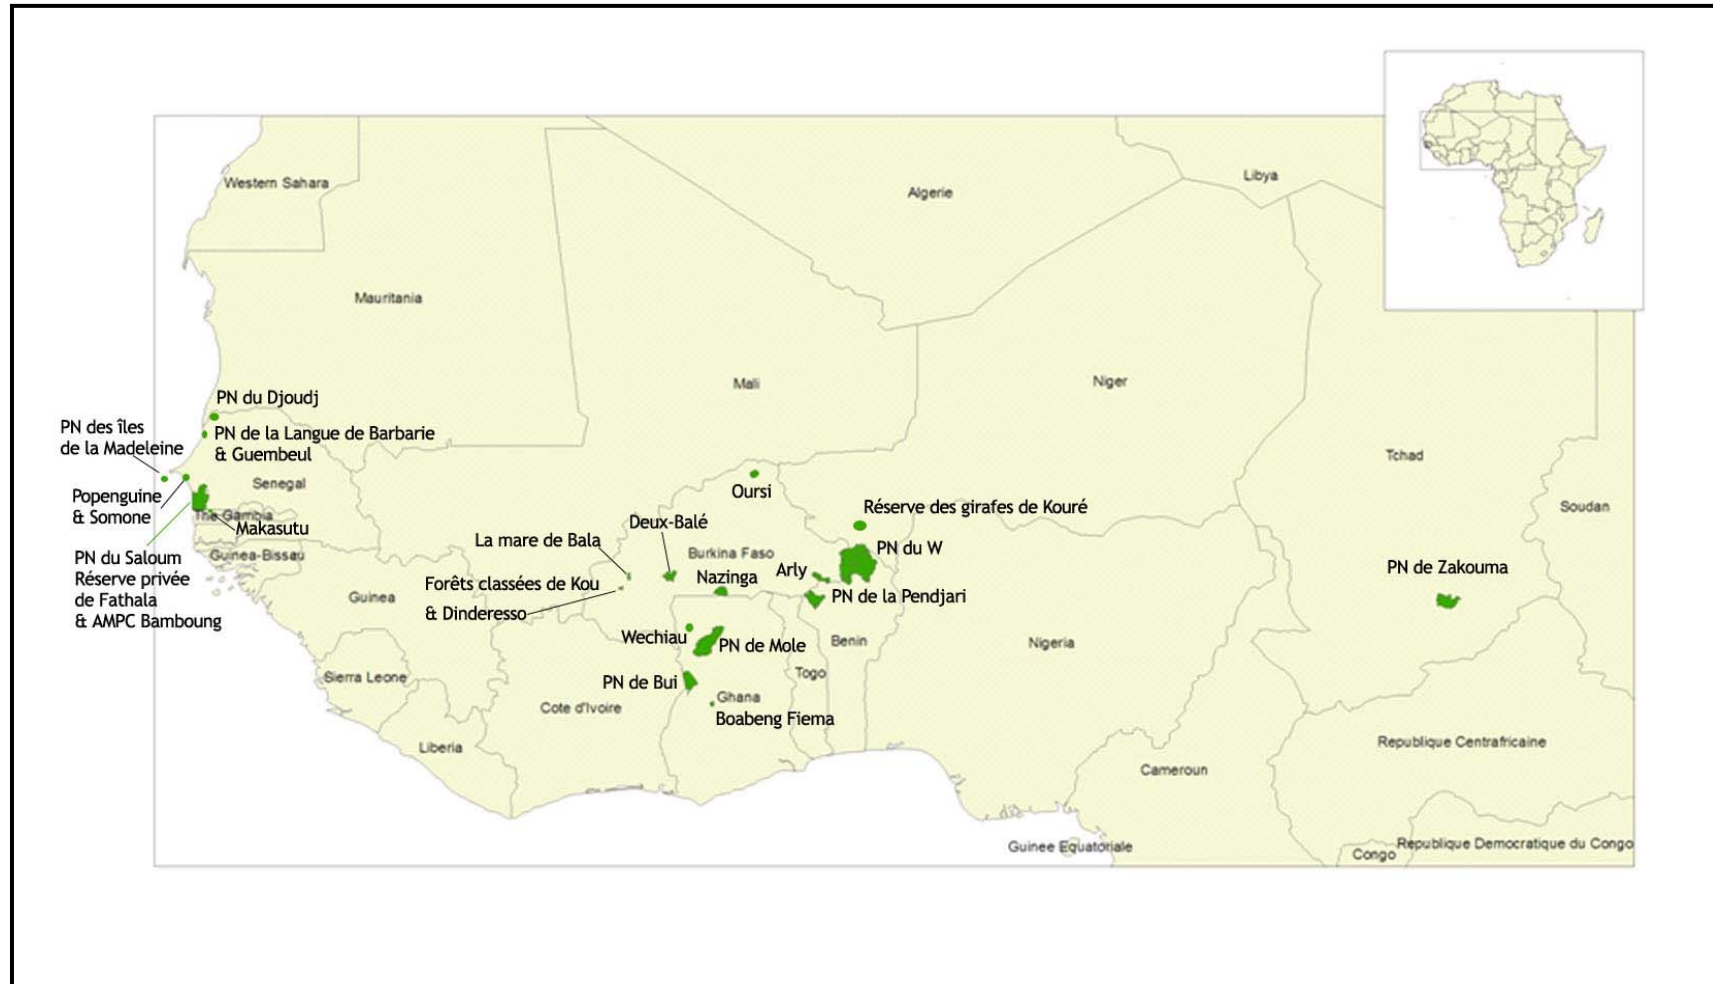 Western Sahara
Algerie
Libya
Mauritania
Mali
Niger
PN du Djoudj
PN des îles
de la Madeleine
PN de la Langue de Barbarie
& Guembeul
Tchad
Senegal
Popenguine
& Somone
Oursi
Réserve des girafes de Kouré
Soudan
The Gambia
Makasutu
Deux-Balé
La mare de Bala
Burkina Faso
PN du W
Guinea-Bissau
PN du Saloum
Réserve privée
de Fathala
& AMPC Bamboung
Arly
Nazinga
PN de Zakouma
Forêts classées de Kou
& Dinderesso
Guinea
PN de la Pendjari
Wechiau
PN de Mole
Benin
Nigeria
Togo
Sierra Leone
PN de Bui
Ghana
Cote d'Ivoire
Boabeng Fiema
Liberia
Republique Centrafricaine
Cameroun
Guinee Equatoriale
Congo
Republique Democratique du Congo